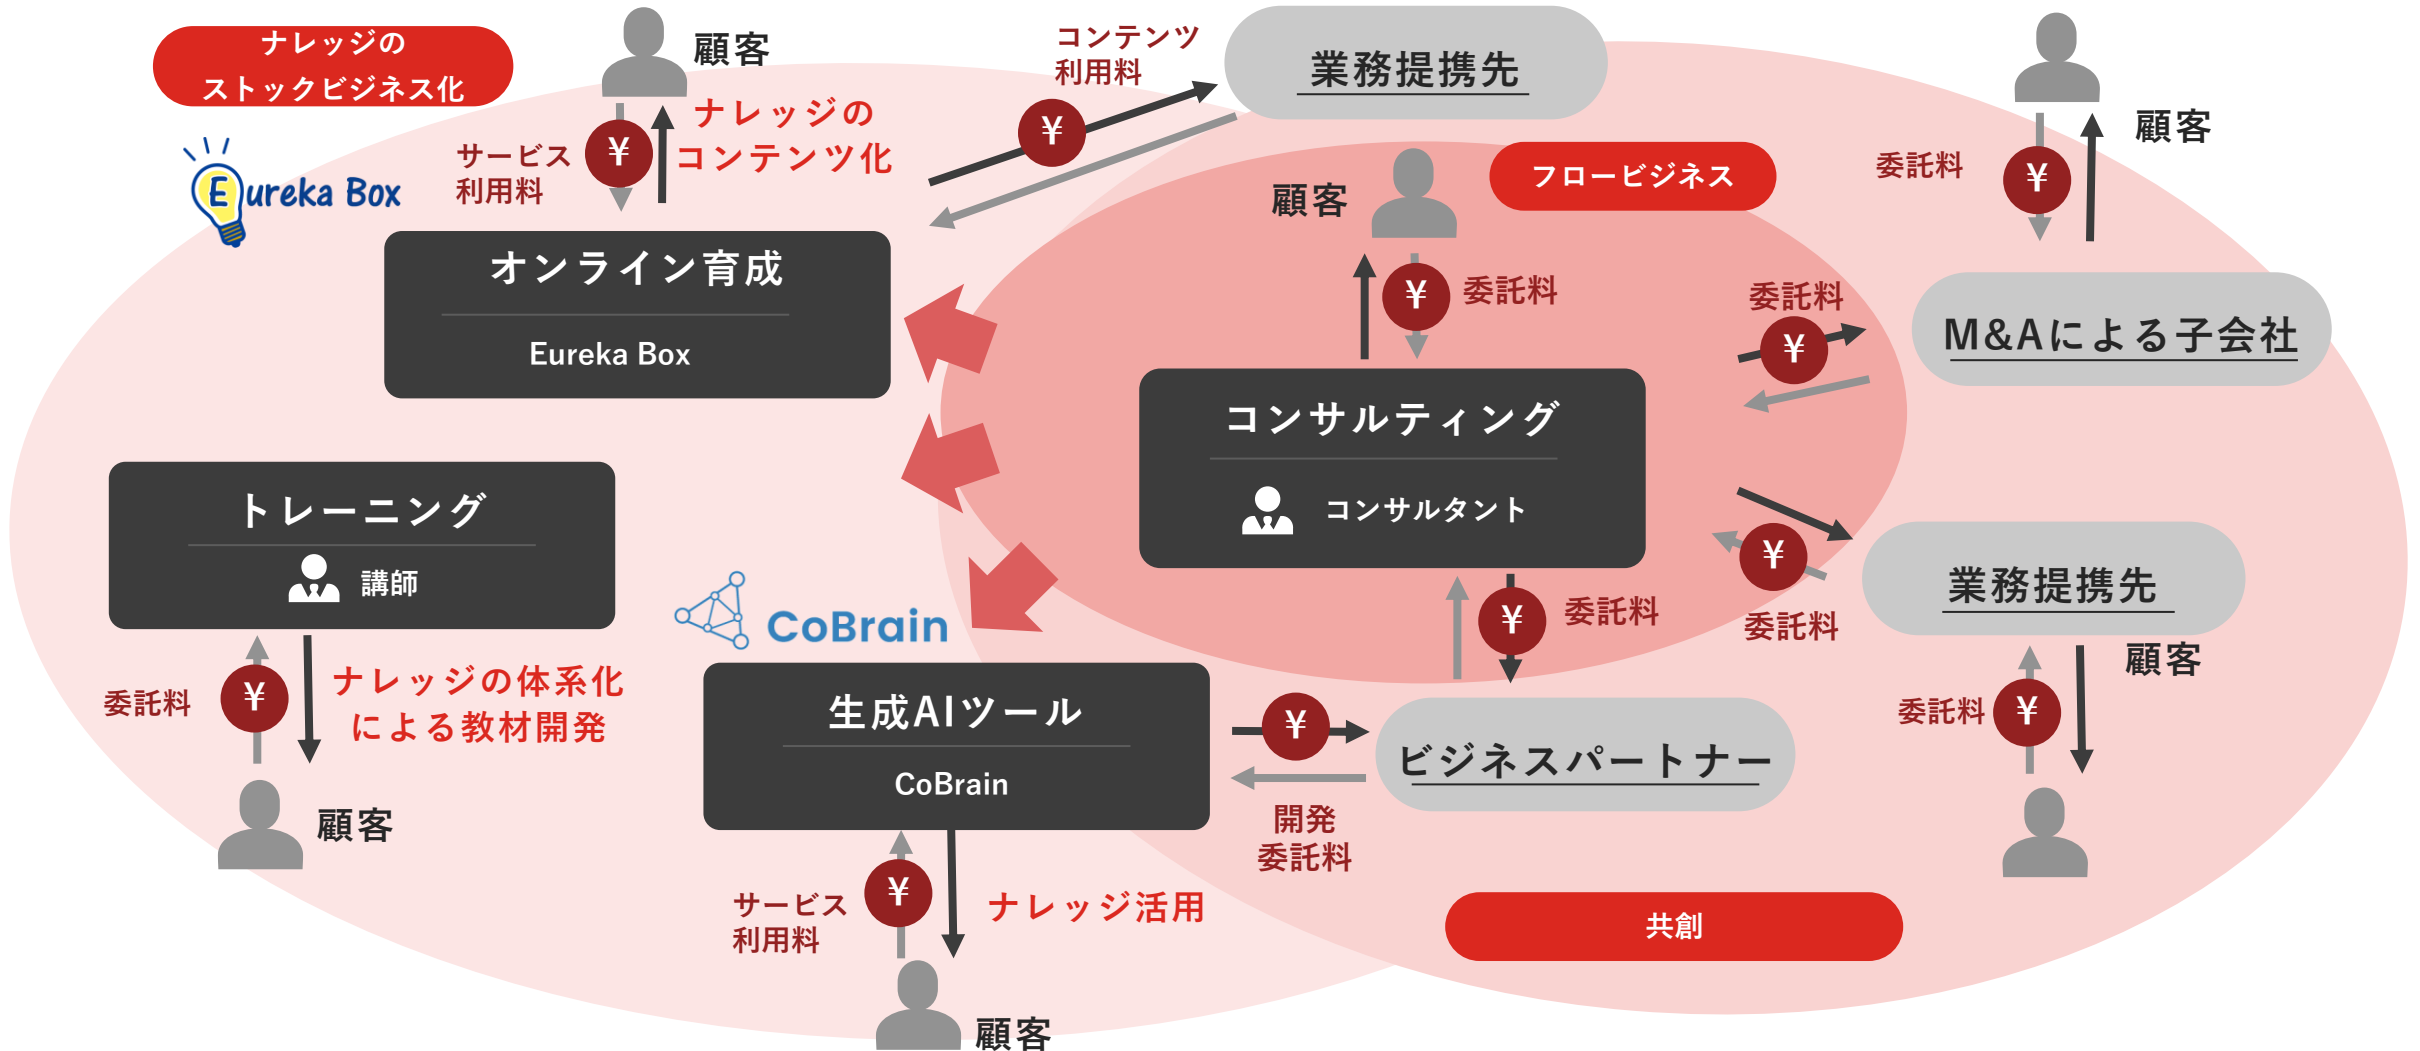 ナレッジの
ストックビジネス化
顧客
コンテンツ
利用料
業務提携先
顧客
ナレッジの
コンテンツ化
サービス
利用料
¥
¥
Eureka Box
フロービジネス
顧客
委託料
¥
オンライン育成
Eureka Box
¥
委託料
委託料
¥
M&Aによる子会社
コンサルティング
コンサルタント
トレーニング
講師
¥
委託料
業務提携先
CoBrain
¥
委託料
顧客
委託料
¥
ナレッジの体系化
による教材開発
委託料
¥
生成AIツール
CoBrain
¥
ビジネスパートナー
開発
委託料
顧客
サービス
利用料
¥
ナレッジ活用
共創
顧客